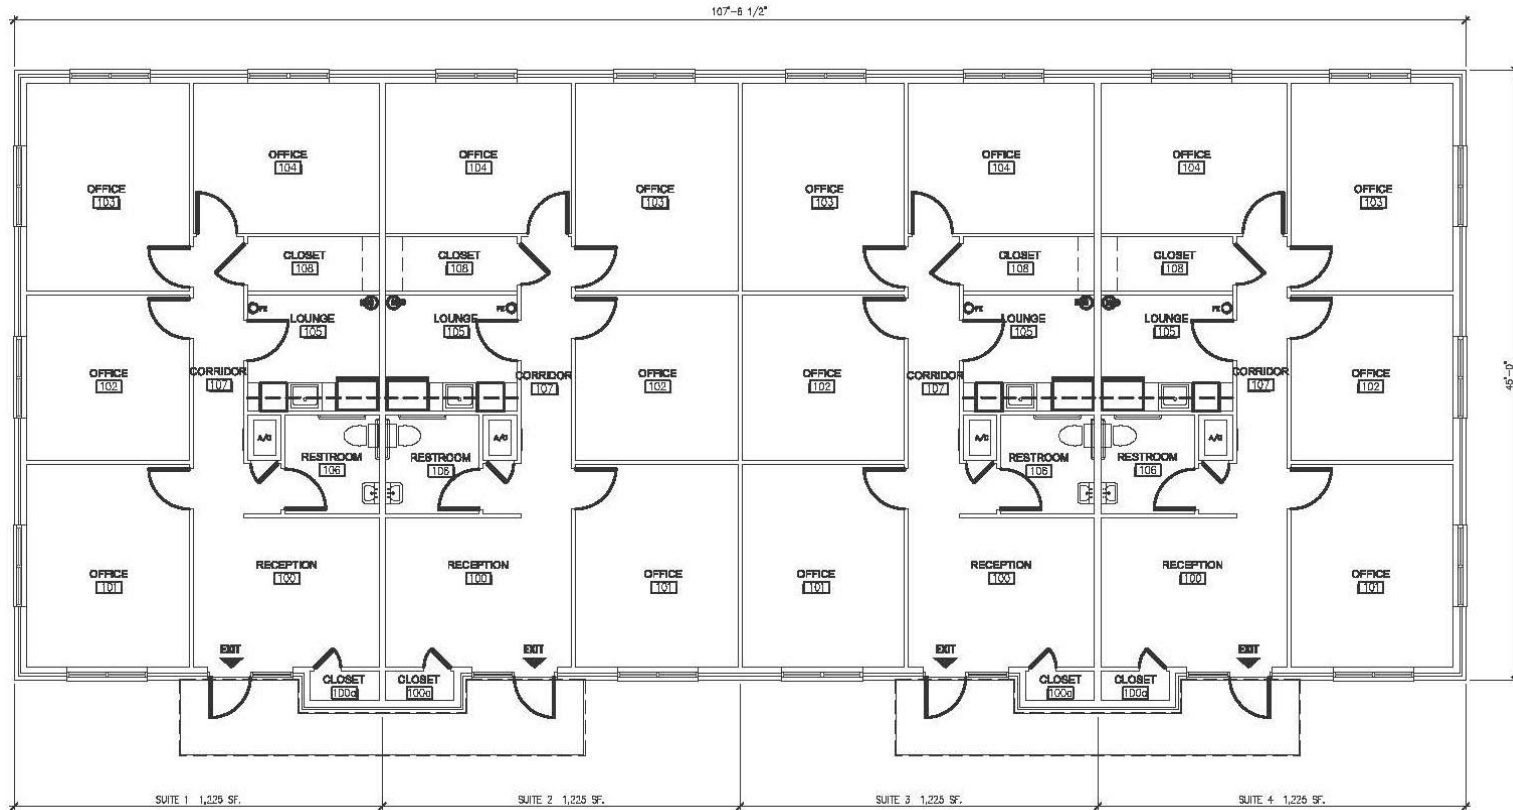 107'-6 1/2"
OFFICE
104
OFFICE
104
OFFICE
104
OFFICE
104
OFFICE
103
OFFICE
103
OFFICE
103
OFFICE
103
CLOSET
108
CLOSET
108
CLOSET
108
CLOSET
108
FE
FE
FE
FE
LOUNGE
105
LOUNGE
105
LOUNGE
105
LOUNGE
105
OFFICE
102
CORRIDOR
107
CORRIDOR
107
OFFICE
102
OFFICE
102
CORRIDOR
107
CORRIDOR
107
OFFICE
102
45'-0"
A/C
A/C
A/C
A/C
RESTROOM
106
RESTROOM
106
RESTROOM
106
RESTROOM
106
OFFICE
101
RECEPTION
100
RECEPTION
100
OFFICE
101
OFFICE
101
RECEPTION
100
RECEPTION
100
OFFICE
101
EXIT
EXIT
EXIT
EXIT
CLOSET
100a
CLOSET
100a
CLOSET
100a
CLOSET
100a
SUITE 1 1,225 SF.
SUITE 2 1,225 SF.
SUITE 3 1,225 SF.
SUITE 4 1,225 SF.